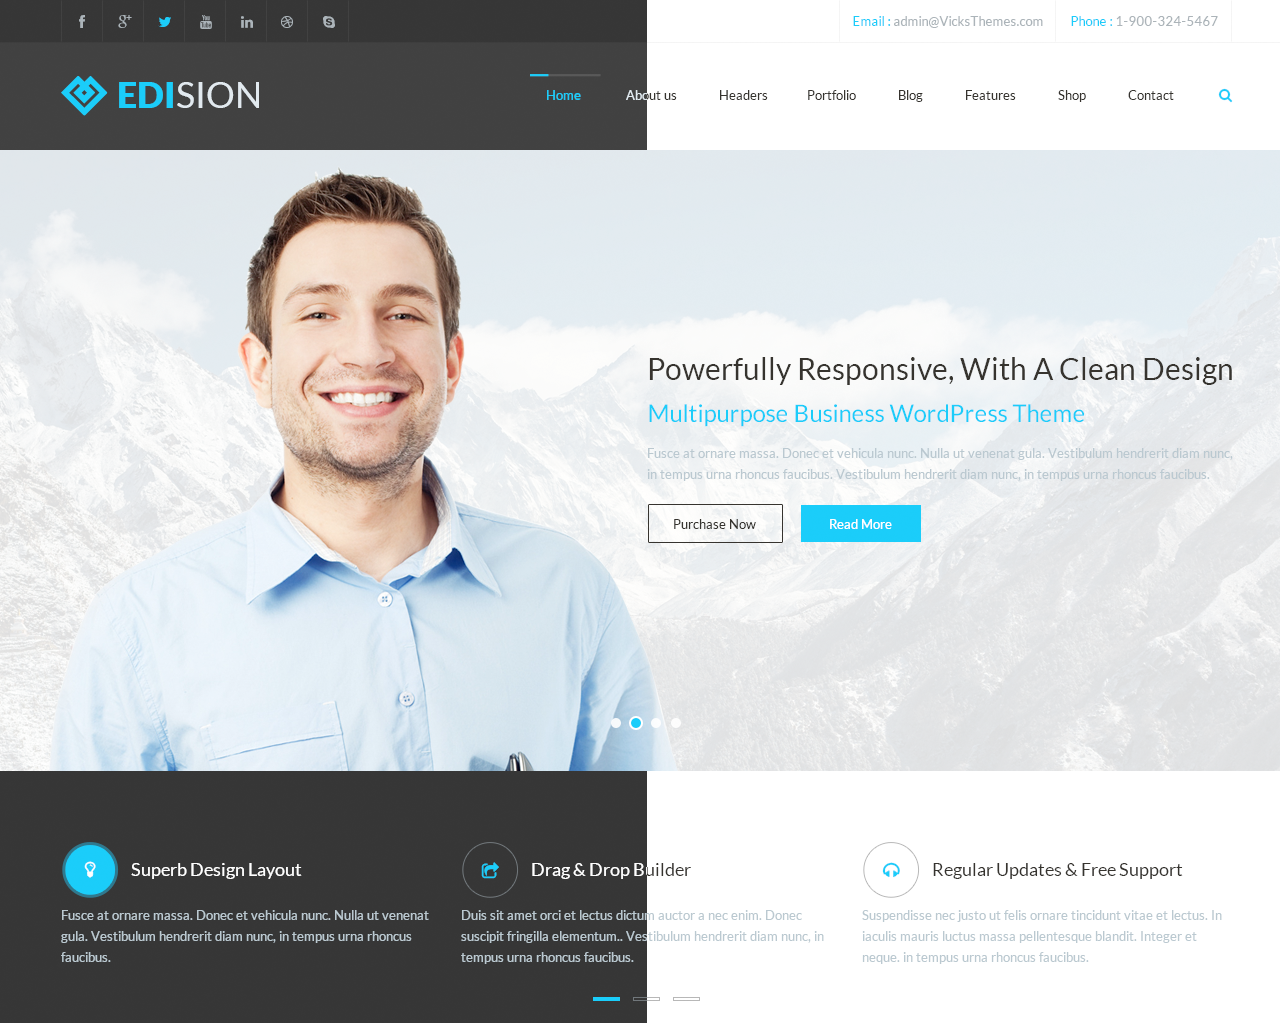 Email : admin@VicksThemes.com
Phone : 1-900-324-5467
EDISION
Home About us Headers Portfolio Blog Features Shop Contact
Powerfully Responsive, With A Clean Design
Multipurpose Business WordPress Theme
Fusce at ornare massa. Donec et vehicula nunc. Nulla ut venenat gula. Vestibulum hendrerit diam nunc,
in tempus urna rhoncus faucibus. Vestibulum hendrerit diam nunc, in tempus urna rhoncus faucibus.
Purchase Now
Read More
Superb Design Layout
Fusce at ornare massa. Donec et vehicula nunc. Nulla ut venenat
gula. Vestibulum hendrerit diam nunc, in tempus urna rhoncus
faucibus.
Drag & Drop Builder
Duis sit amet orci et lectus dictum auctor a nec enim. Donec
suscipit fringilla elementum.. Vestibulum hendrerit diam nunc, in
tempus urna rhoncus faucibus.
Regular Updates & Free Support
Suspendisse nec justo ut felis ornare tincidunt vitae et lectus. In
iaculis mauris luctus massa pellentesque blandit. Integer et
neque. in tempus urna rhoncus faucibus.